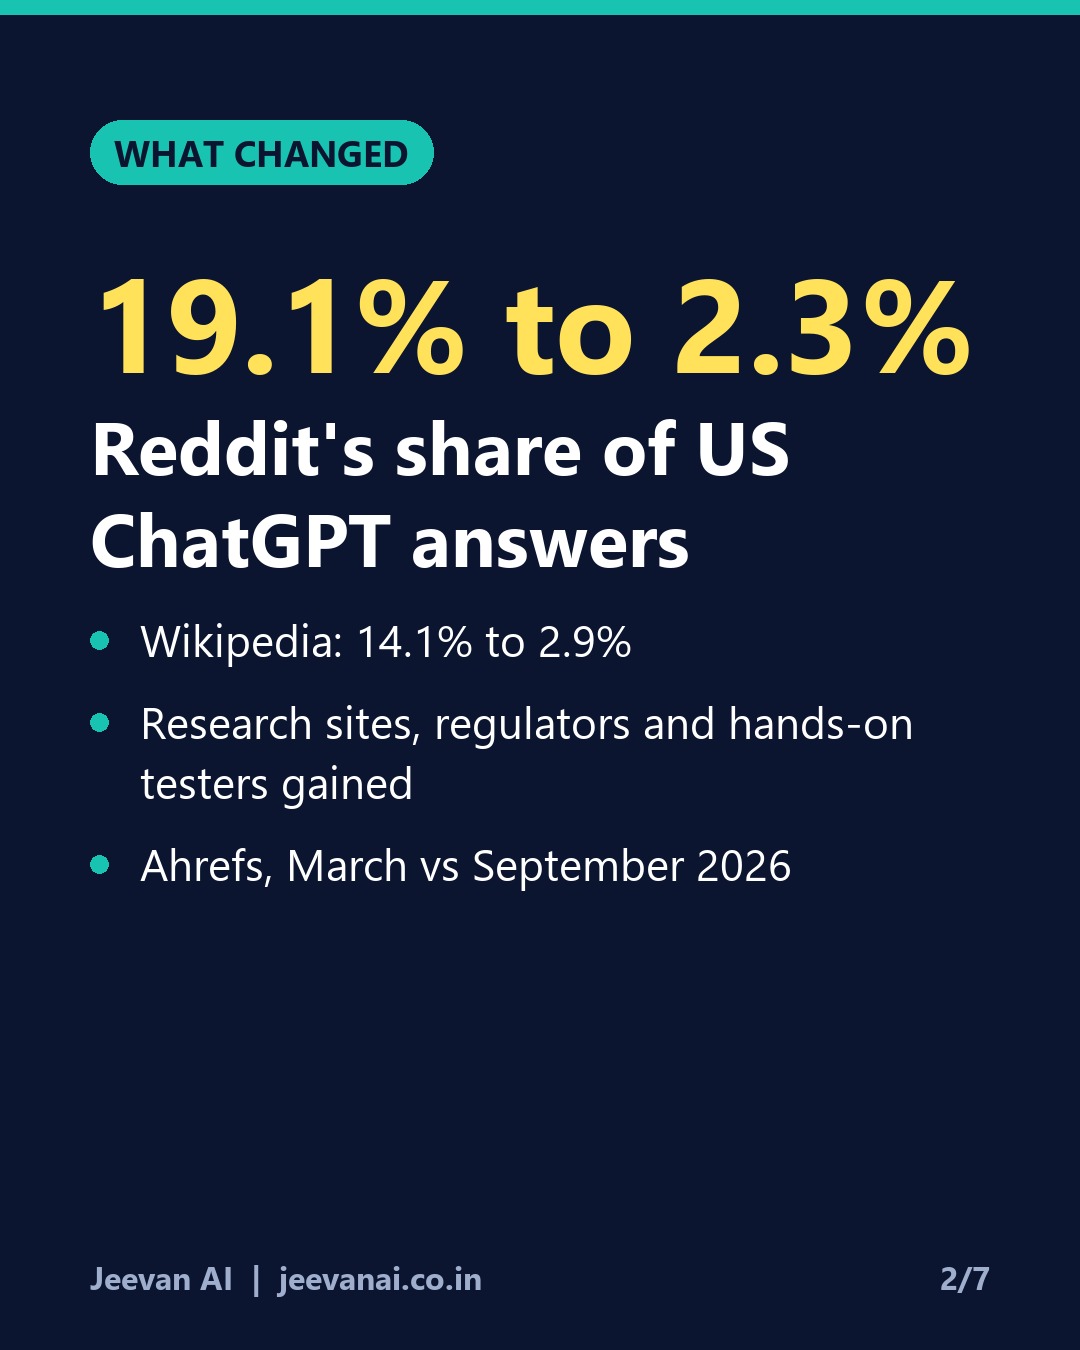 WHAT CHANGED
19.1% to 2.3%
Reddit's share of US
ChatGPT answers
Wikipedia: 14.1% to 2.9%
Research sites, regulators and hands-on
testers gained
Ahrefs, March vs September 2026
Jeevan AI | jeevanai.co.in
2/7